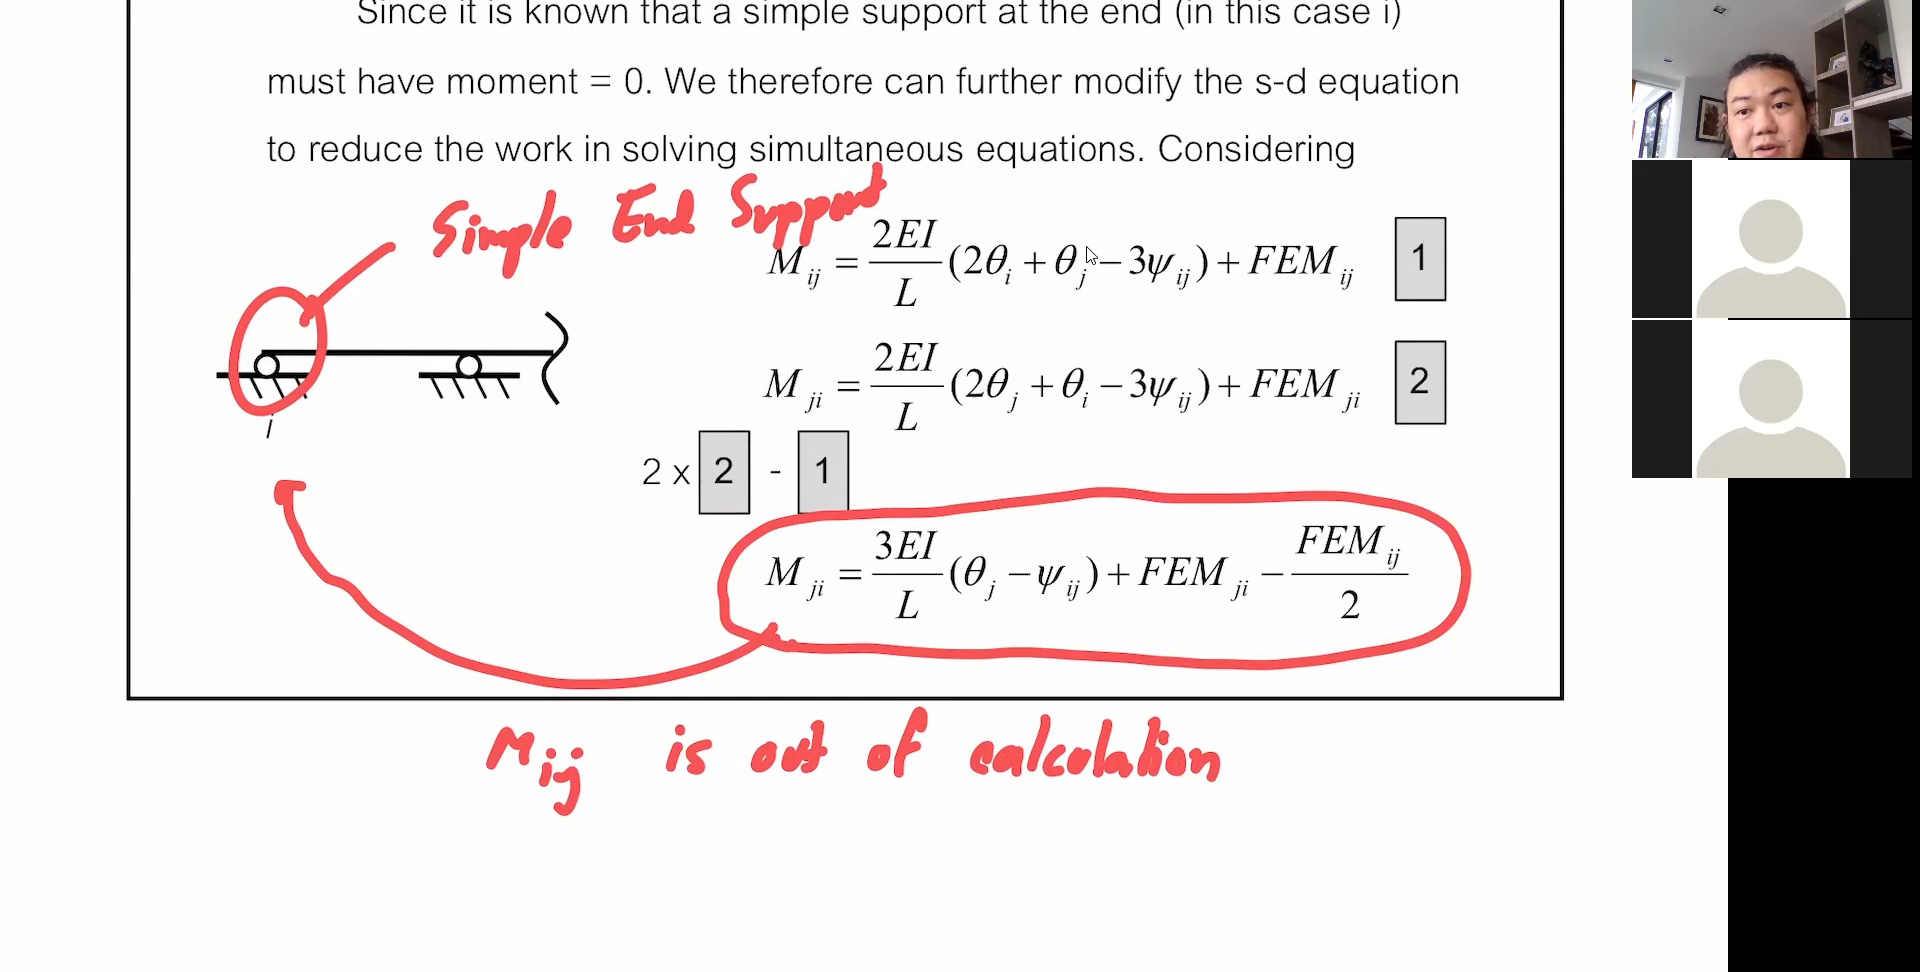 Since it is known that a simple support at the end (in this case i)
must have moment = 0. We therefore can further modify the s-d equation
to reduce the work in solving simultaneous equations. Considering
Simple End Support
M_ij = 2EI/L (2θ_i + θ_j − 3ψ_ij) + FEM_ij 1
M_ji = 2EI/L (2θ_j + θ_i − 3ψ_ij) + FEM_ji 2
i
2 x 2 - 1
M_ji = 3EI/L (θ_j − ψ_ij) + FEM_ji − FEM_ij/2
M_ij is out of calculation